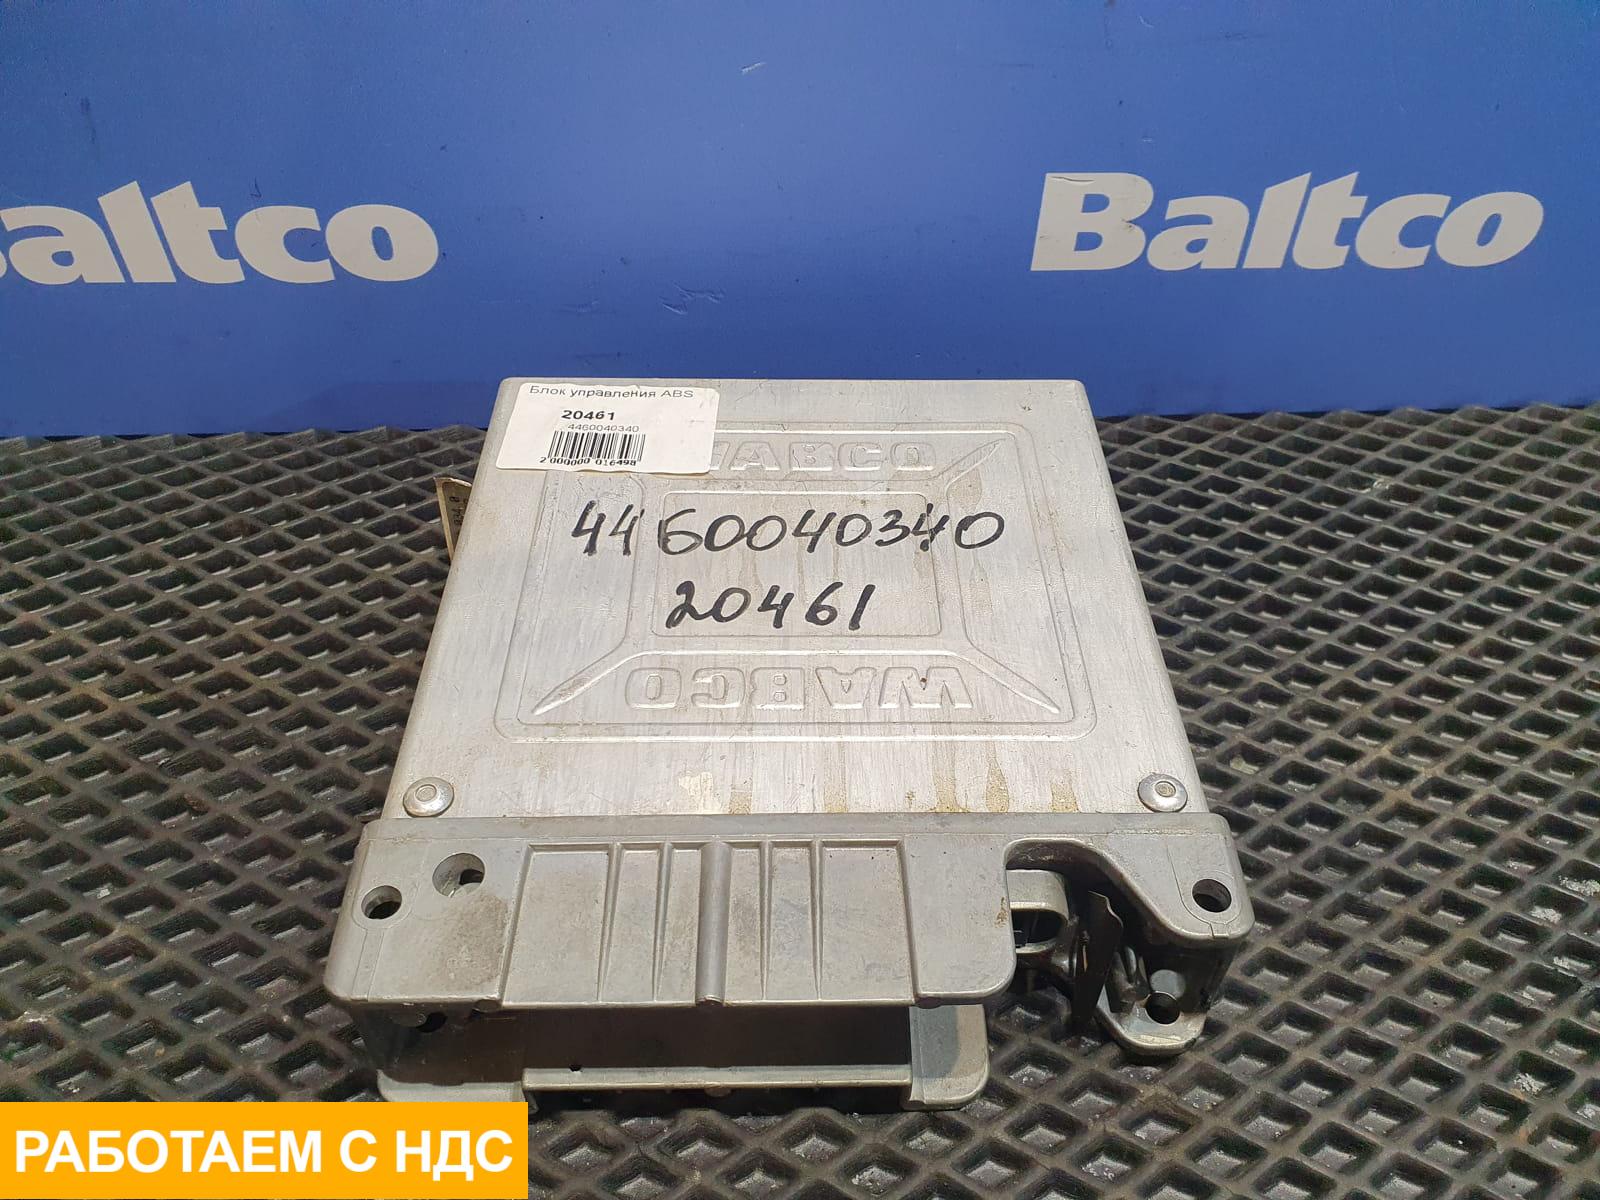 Baltco
Baltco
Блок управления ABS
20461
4460040340
2 000000 016498
WABCO
4460040340
20461
WABCO
РАБОТАЕМ С НДС